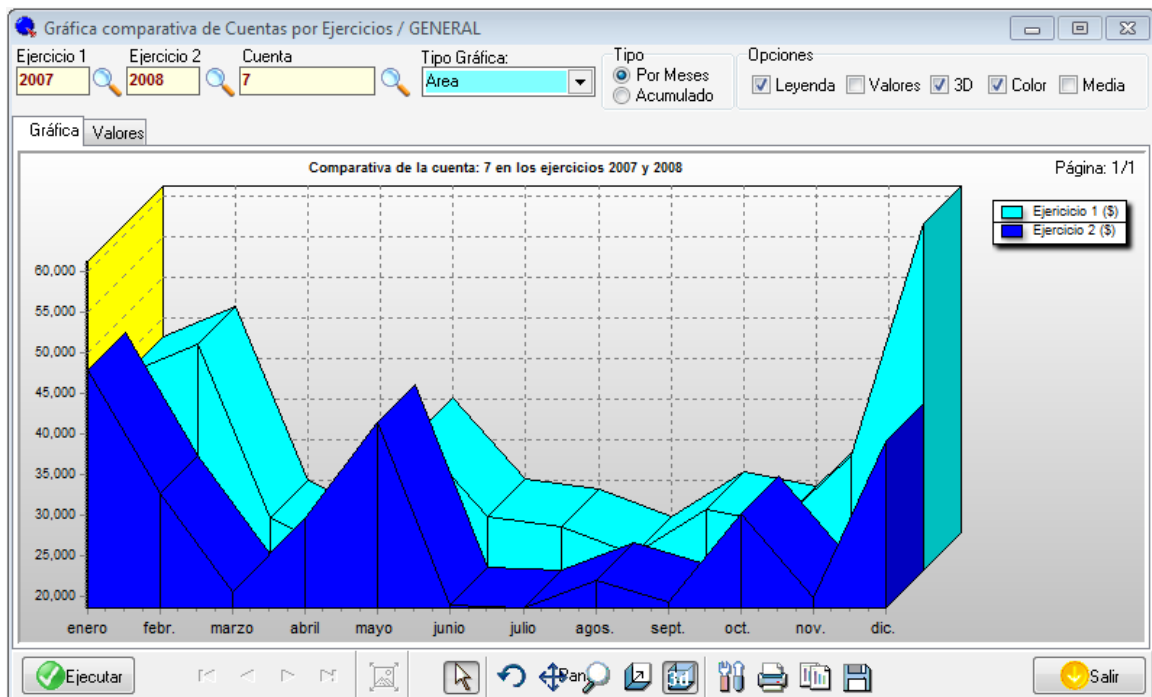 Gráfica comparativa de Cuentas por Ejercicios / GENERAL
Ejercicio 1 Ejercicio 2 Cuenta Tipo Gráfica: Tipo Opciones
2007 2008 7 Area Por Meses Leyenda Valores 3D Color Media
Acumulado
Gráfica Valores
Comparativa de la cuenta: 7 en los ejercicios 2007 y 2008 Página: 1/1
Ejericicio 1 ($)
Ejericicio 2 ($)
60,000
55,000
50,000
45,000
40,000
35,000
30,000
25,000
20,000
enero febr. marzo abril mayo junio julio agos. sept. oct. nov. dic.
Ejecutar Pan 3d Salir